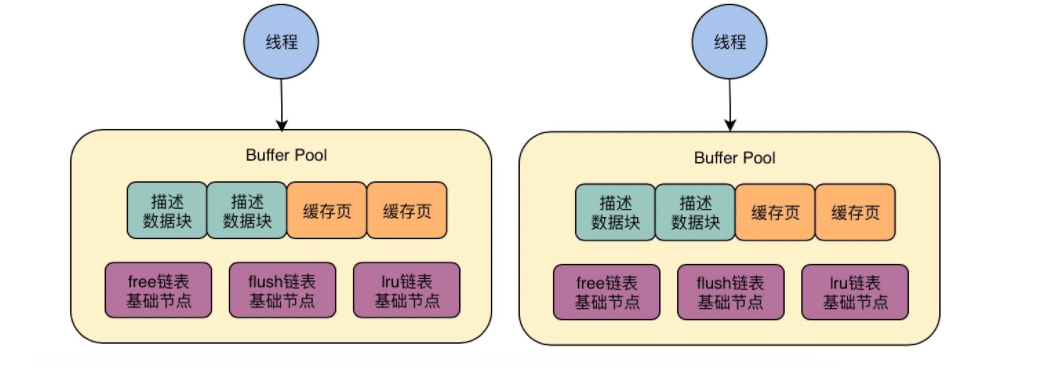 线程
线程
Buffer Pool
Buffer Pool
描述
数据块
描述
数据块
缓存页
缓存页
描述
数据块
描述
数据块
缓存页
缓存页
free链表
基础节点
flush链表
基础节点
lru链表
基础节点
free链表
基础节点
flush链表
基础节点
lru链表
基础节点